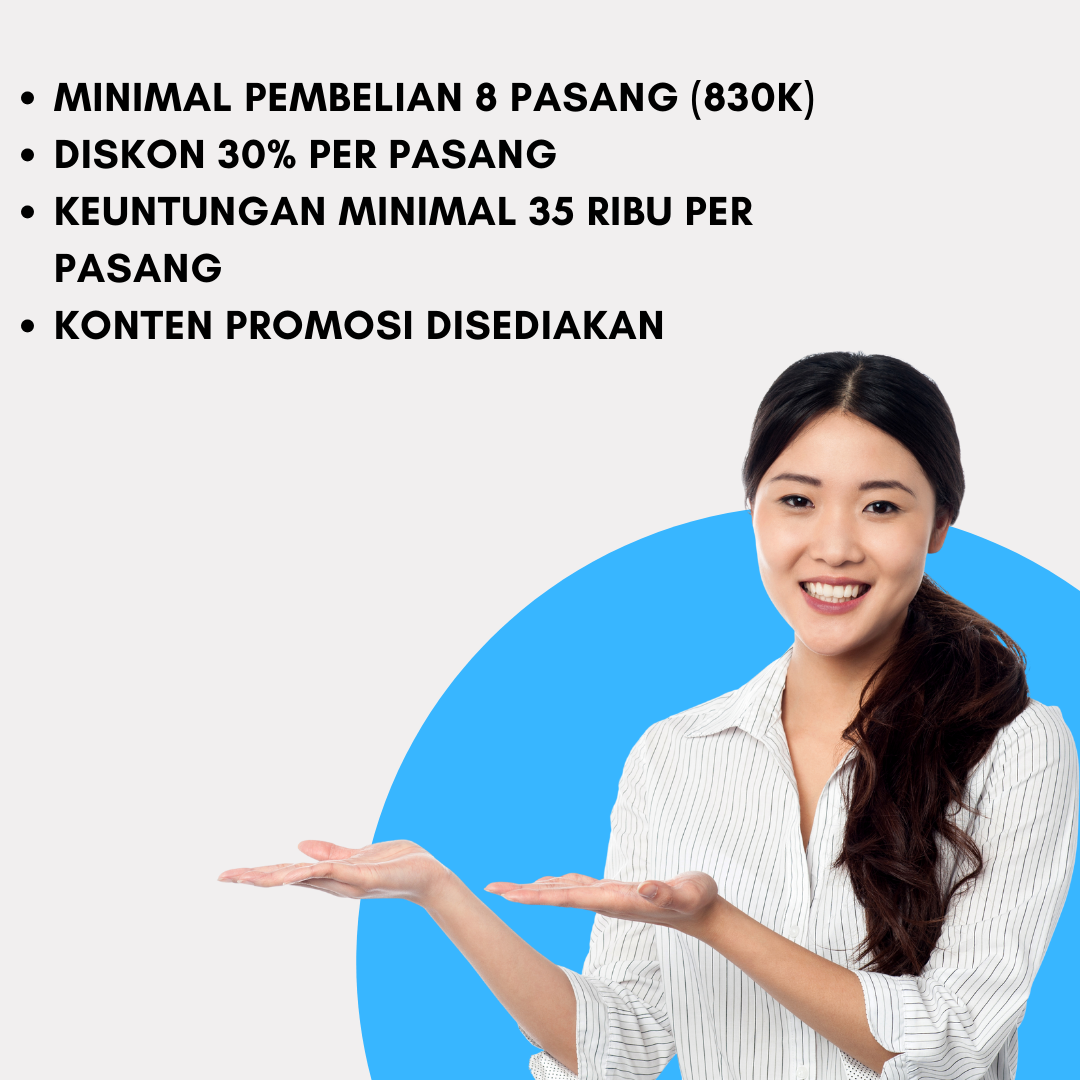 • MINIMAL PEMBELIAN 8 PASANG (830K)
• DISKON 30% PER PASANG
• KEUNTUNGAN MINIMAL 35 RIBU PER
PASANG
• KONTEN PROMOSI DISEDIAKAN